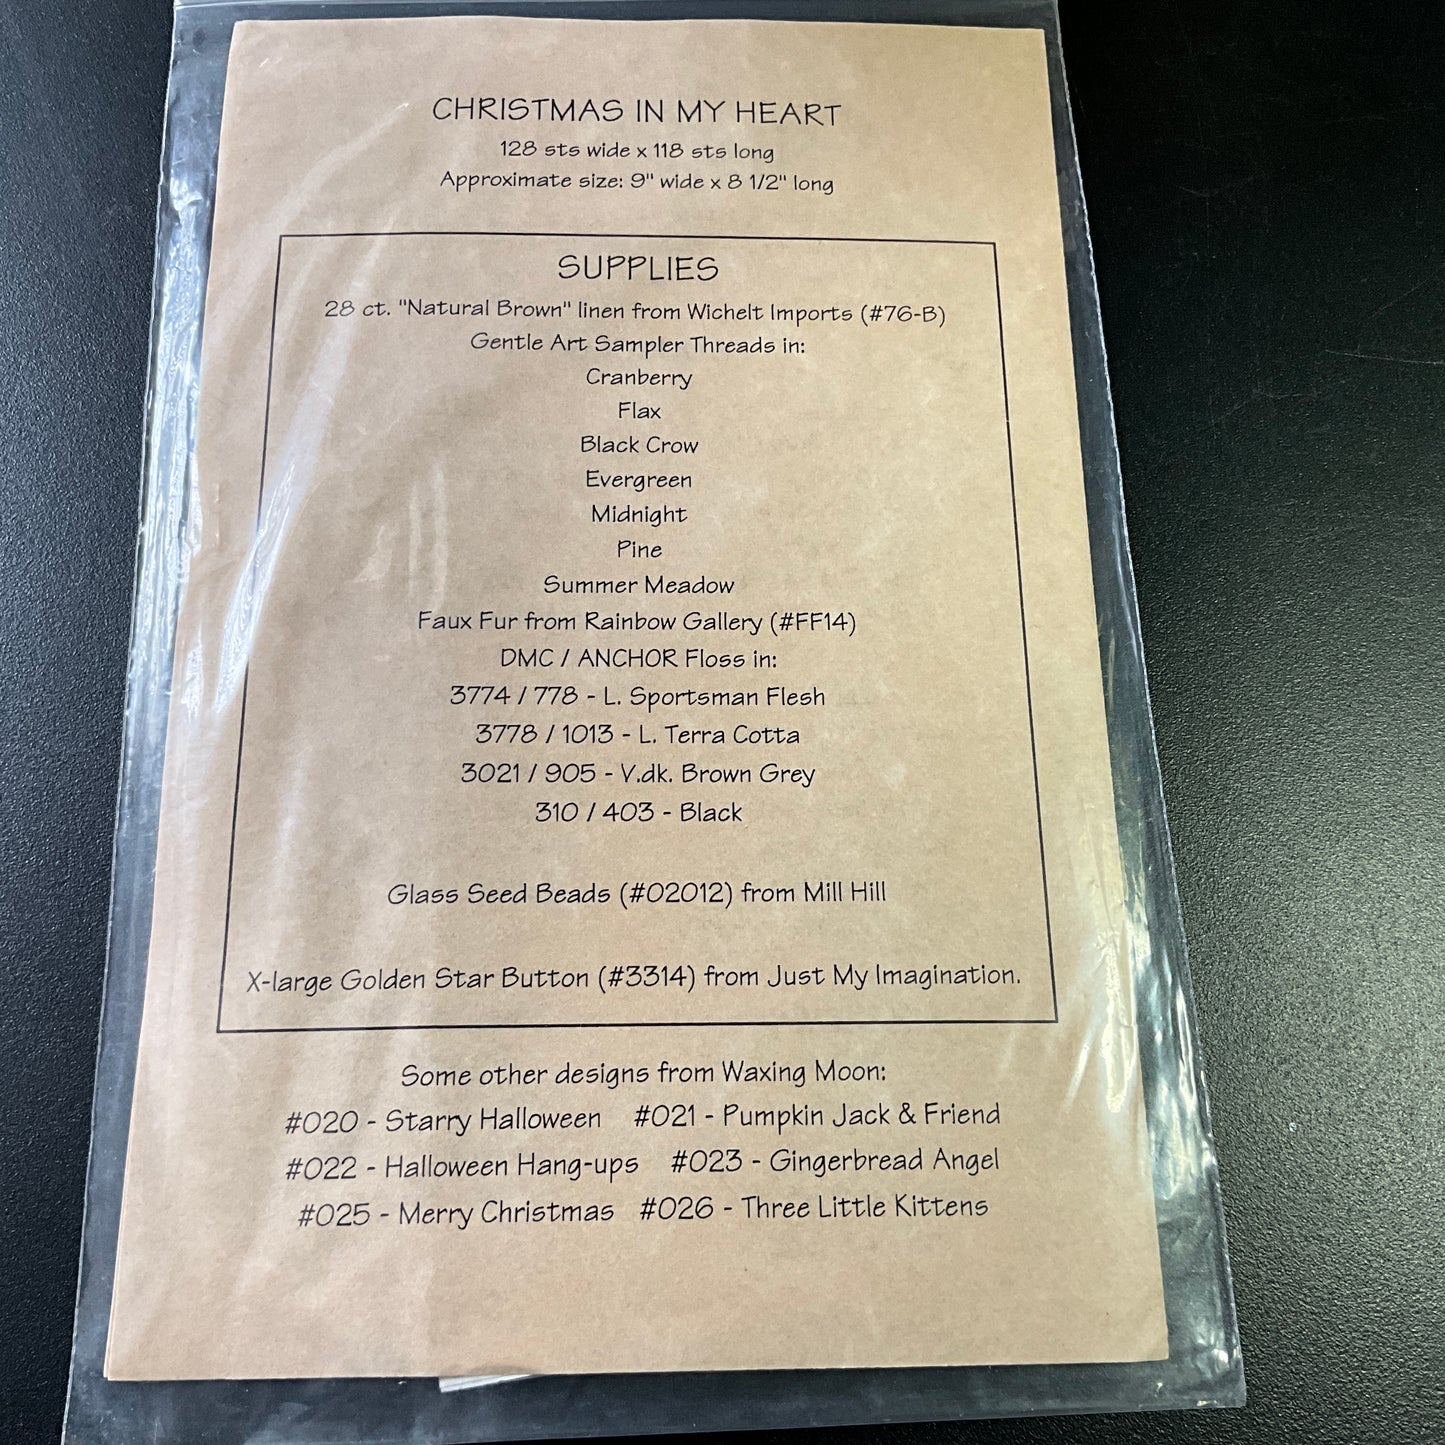 CHRISTMAS IN MY HEART
128 sts wide x 118 sts long
Approximate size: 9" wide x 8 1/2" long
SUPPLIES
28 ct. "Natural Brown" linen from Wichelt Imports (#76-B)
Gentle Art Sampler Threads in:
Cranberry
Flax
Black Crow
Evergreen
Midnight
Pine
Summer Meadow
Faux Fur from Rainbow Gallery (#FF14)
DMC / ANCHOR Floss in:
3774 / 778 - L. Sportsman Flesh
3778 / 1013 - L. Terra Cotta
3021 / 905 - V.dk. Brown Grey
310 / 403 - Black
Glass Seed Beads (#02012) from Mill Hill
X-large Golden Star Button (#3314) from Just My Imagination.
Some other designs from Waxing Moon:
#020 - Starry Halloween #021 - Pumpkin Jack & Friend
#022 - Halloween Hang-ups #023 - Gingerbread Angel
#025 - Merry Christmas #026 - Three Little Kittens